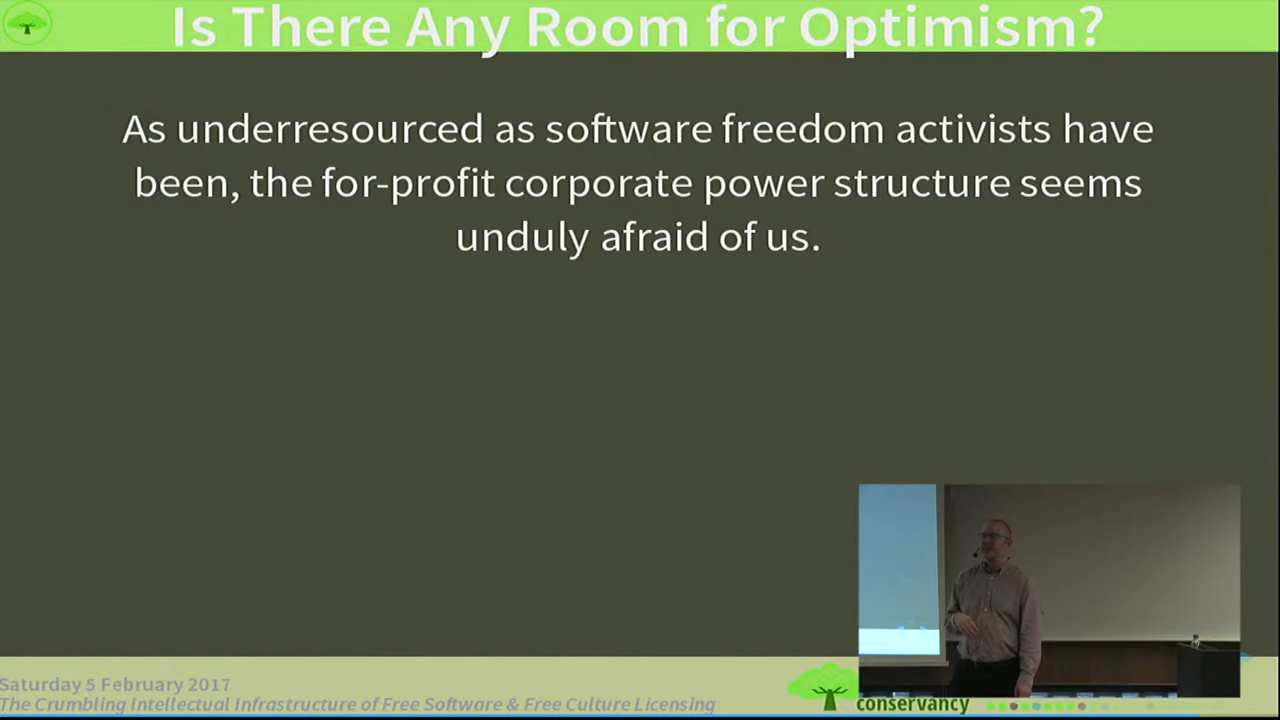 Is There Any Room for Optimism?
As underresourced as software freedom activists have
been, the for-profit corporate power structure seems
unduly afraid of us.
Saturday 5 February 2017
The Crumbling Intellectual Infrastructure of Free Software & Free Culture Licensing
conservancy